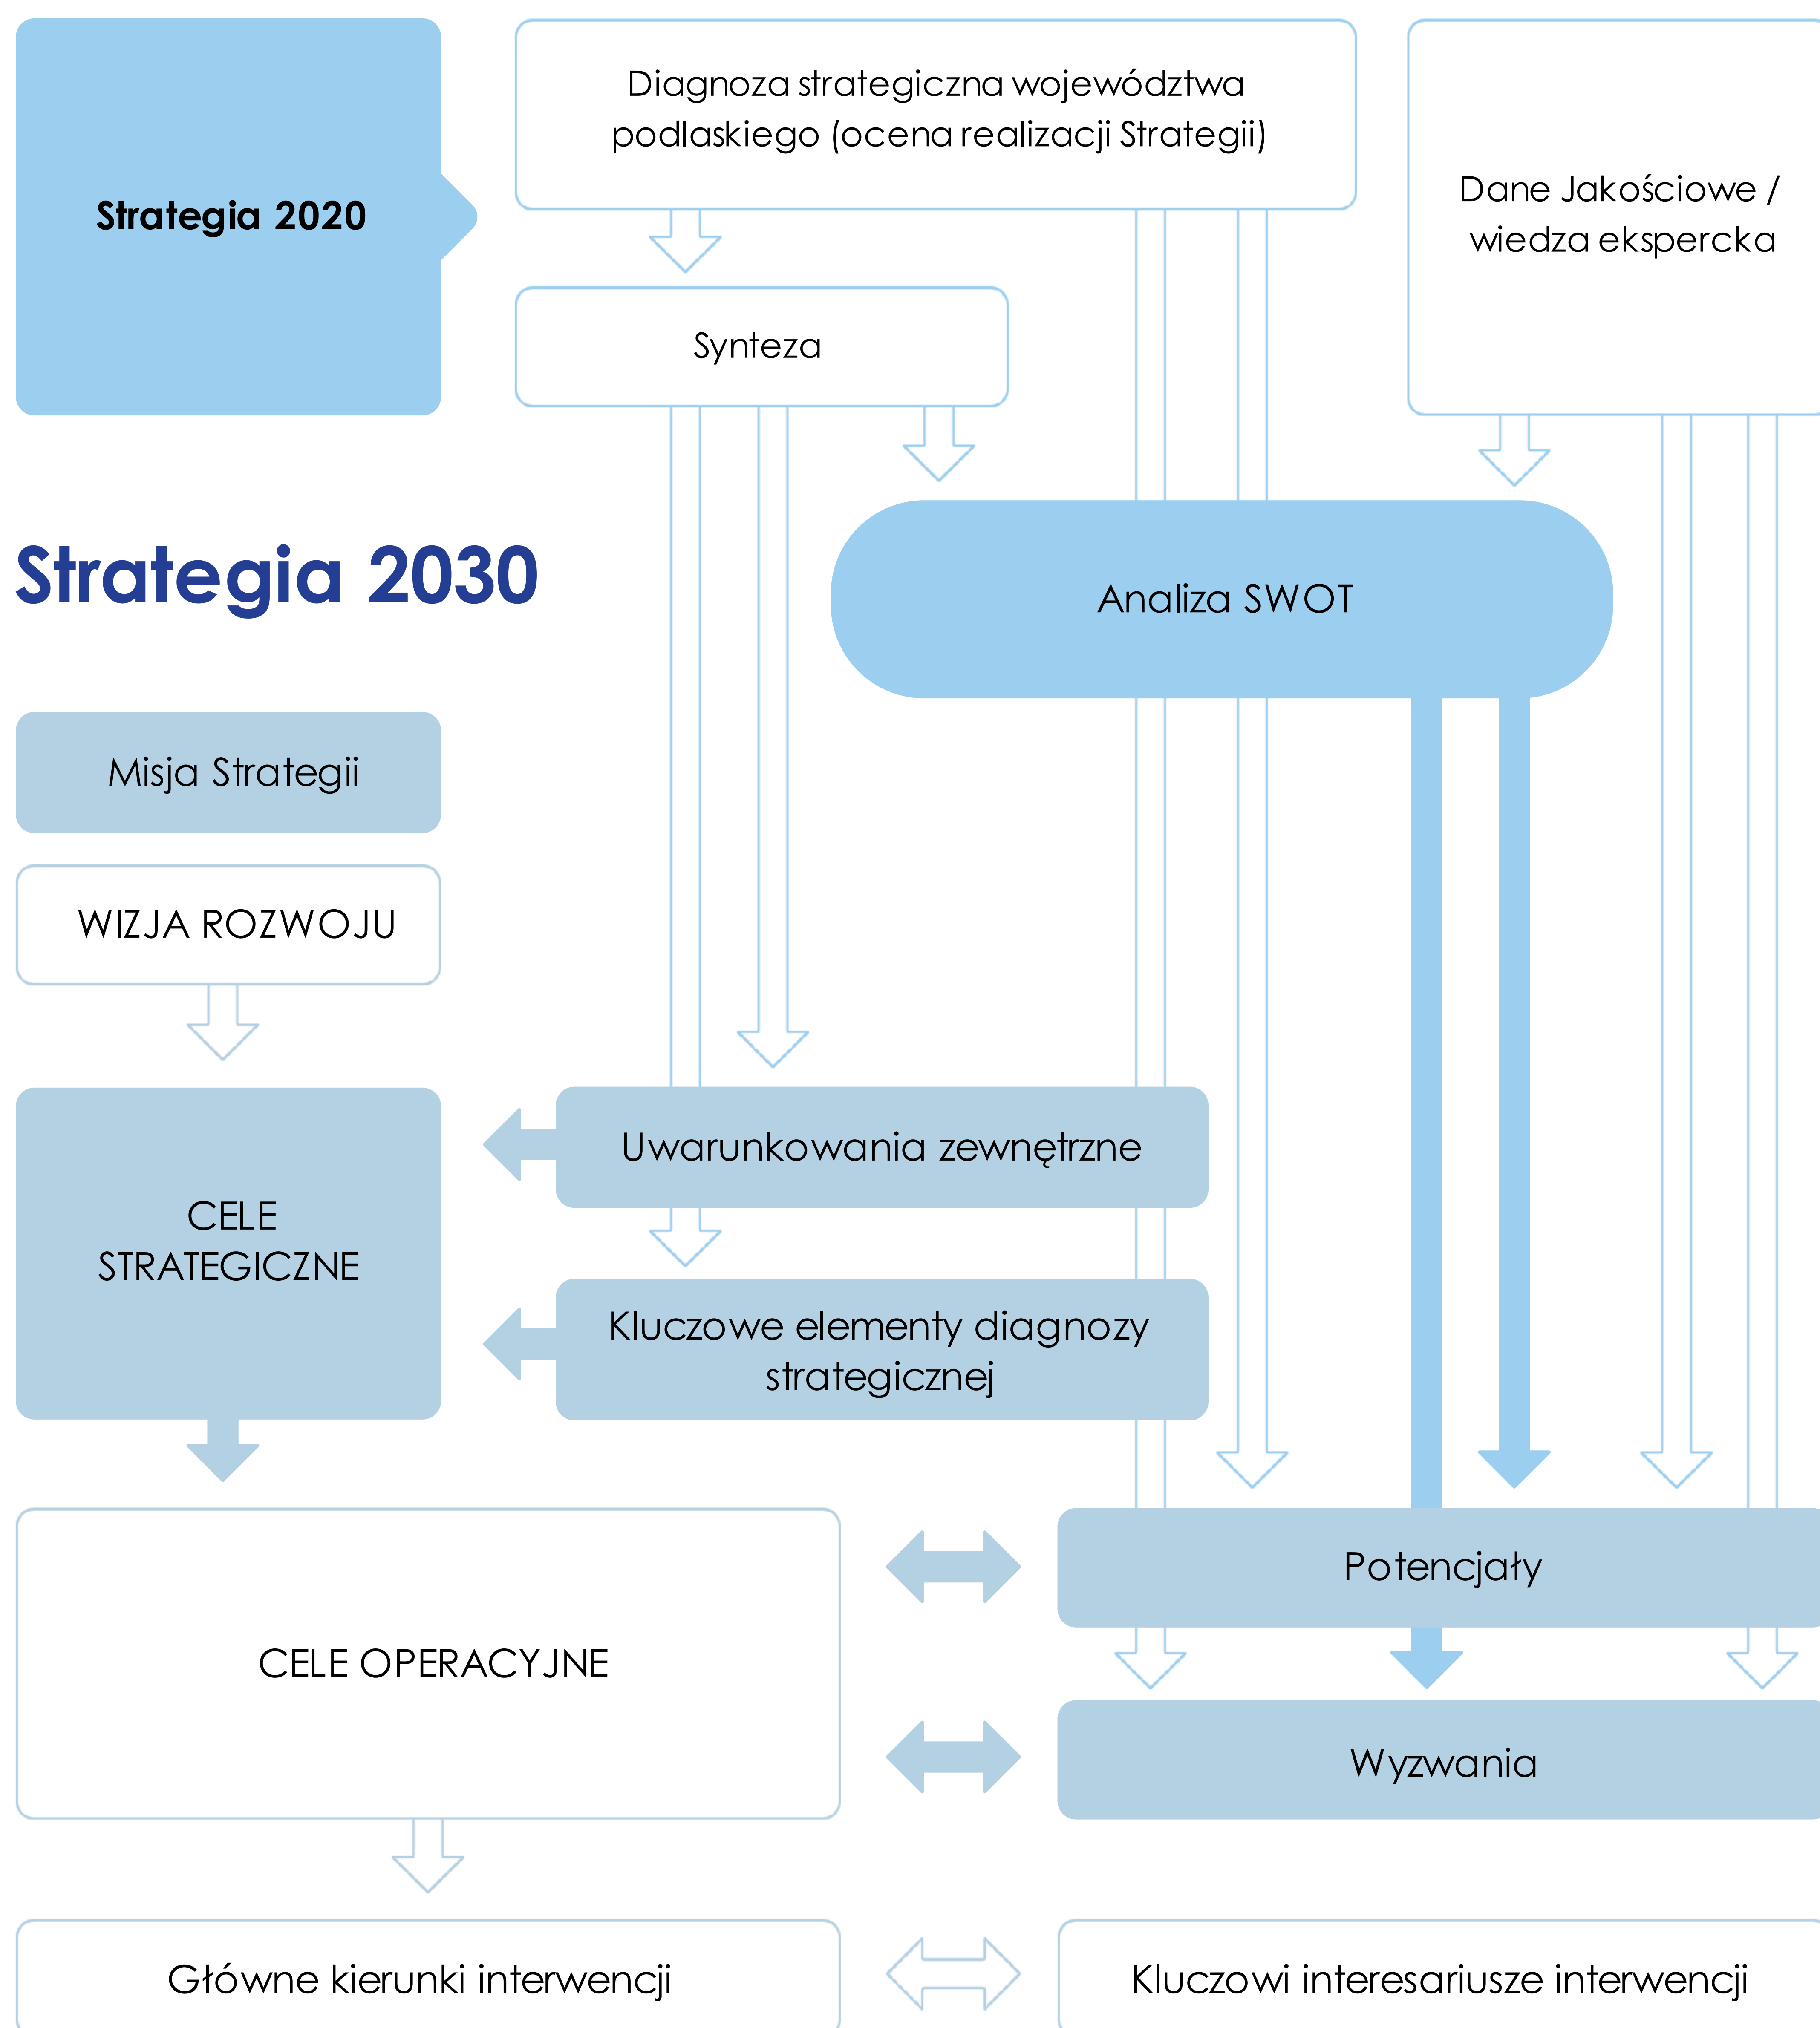 Strategia 2020
Diagnoza strategiczna województwa
podlaskiego (ocena realizacji Strategii)
Dane Jakościowe /
wiedza ekspercka
Synteza
Strategia 2030
Analiza SWOT
Misja Strategii
WIZJA ROZWOJU
CELE
STRATEGICZNE
Uwarunkowania zewnętrzne
Kluczowe elementy diagnozy
strategicznej
CELE OPERACYJNE
Potencjały
Wyzwania
Główne kierunki interwencji
Kluczowi interesariusze interwencji